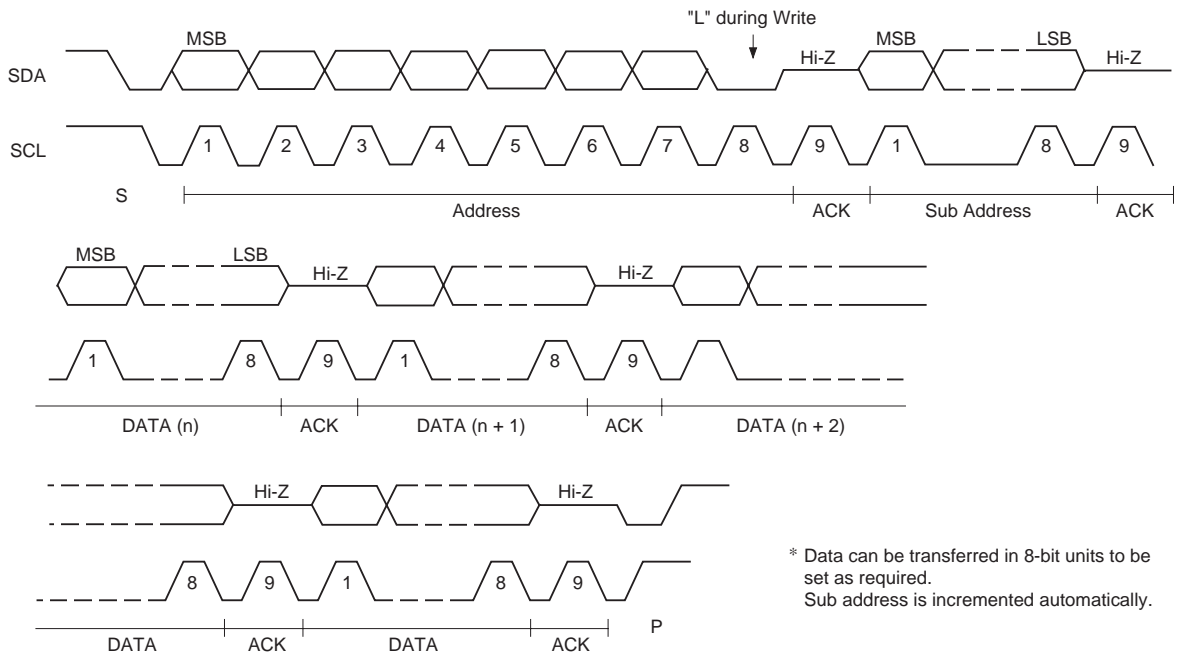 "L" during Write
MSB Hi-Z MSB LSB Hi-Z
SDA
SCL 1 2 3 4 5 6 7 8 9 1 8 9
S Address ACK Sub Address ACK
MSB LSB Hi-Z Hi-Z
1 8 9 1 8 9
DATA (n) ACK DATA (n + 1) ACK DATA (n + 2)
Hi-Z Hi-Z
8 9 1 8 9
DATA ACK DATA ACK P
* Data can be transferred in 8-bit units to be
set as required.
Sub address is incremented automatically.